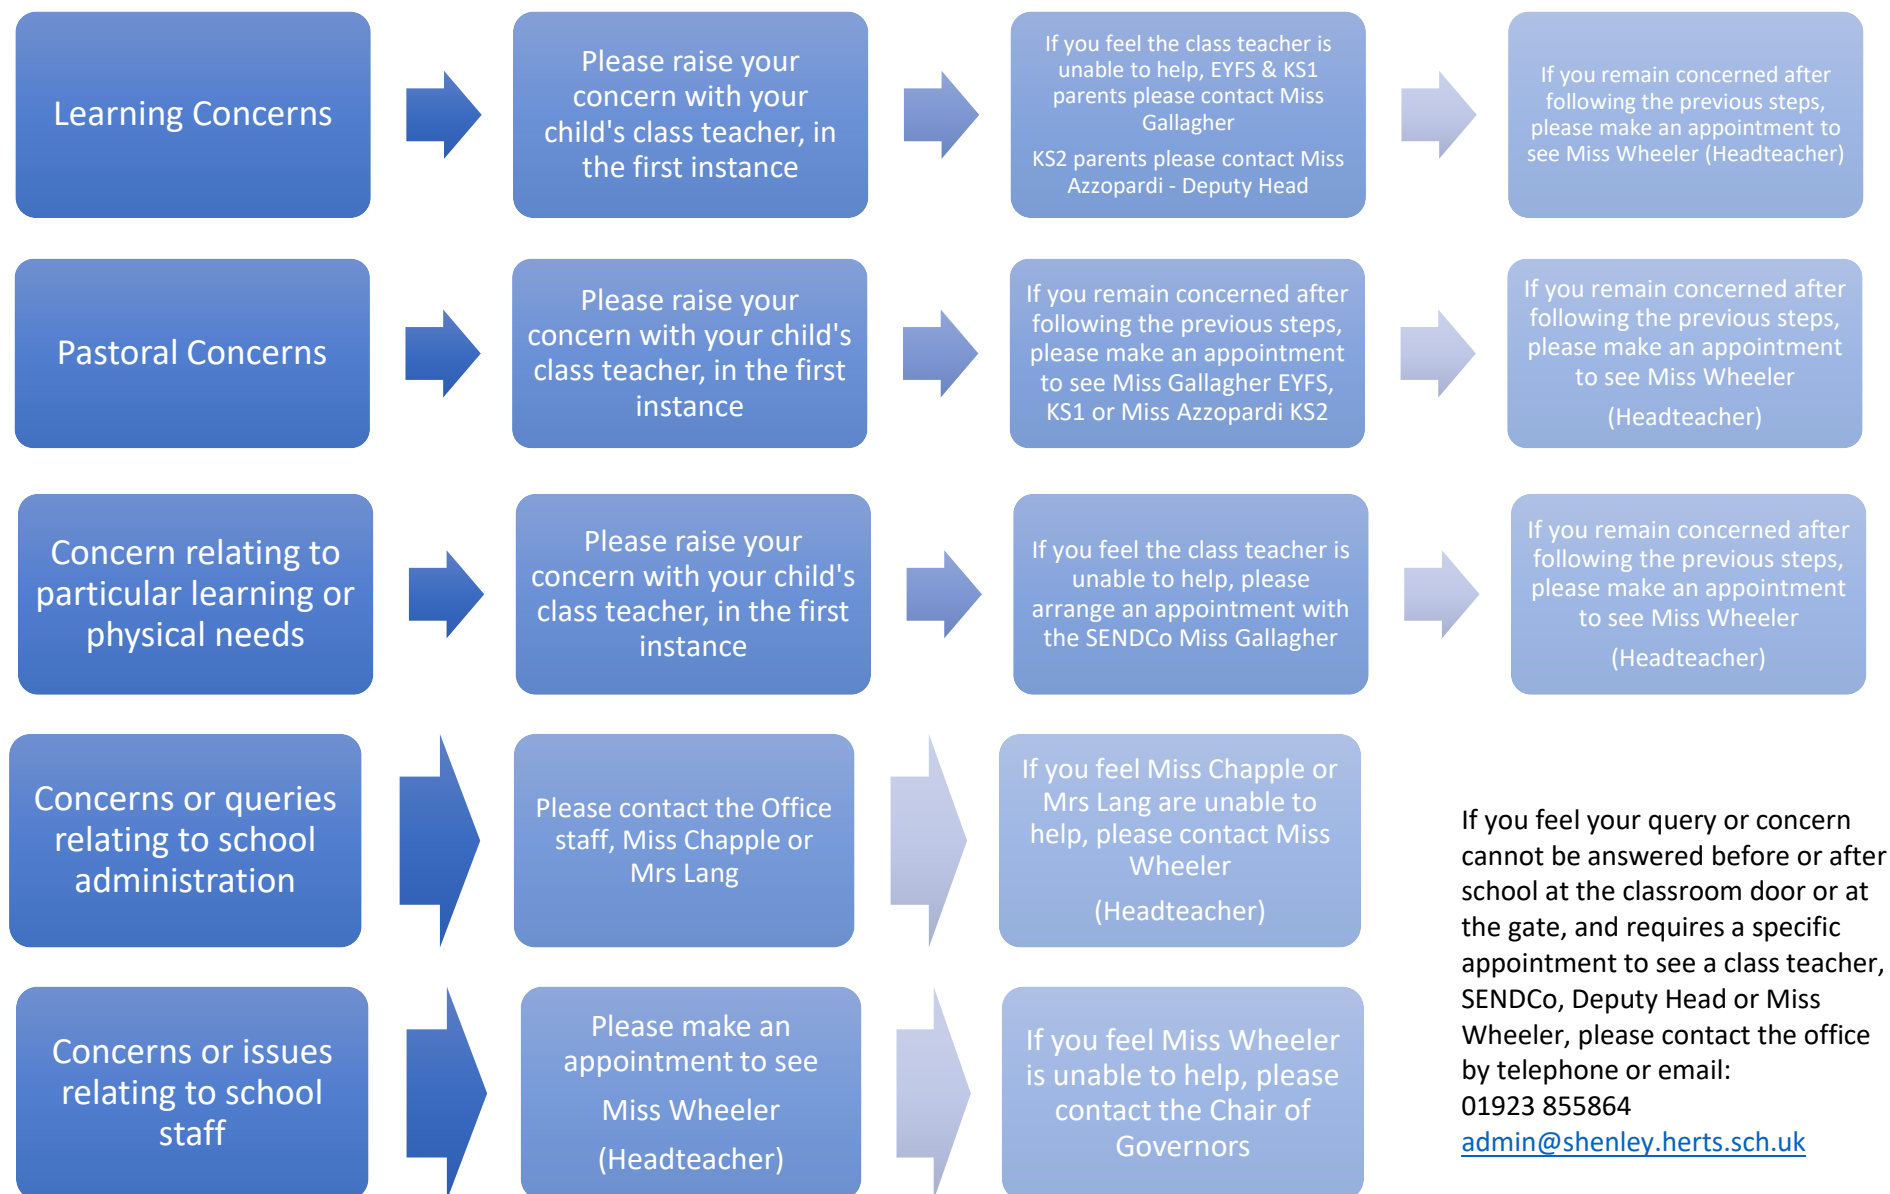 Learning Concerns
Please raise your
concern with your
child's class teacher, in
the first instance
If you feel the class teacher is
unable to help, EYFS & KS1
parents please contact Miss
Gallagher
KS2 parents please contact Miss
Azzopardi - Deputy Head
If you remain concerned after
following the previous steps,
please make an appointment to
see Miss Wheeler (Headteacher)
Pastoral Concerns
Please raise your
concern with your child's
class teacher, in the first
instance
If you remain concerned after
following the previous steps,
please make an appointment
to see Miss Gallagher EYFS,
KS1 or Miss Azzopardi KS2
If you remain concerned after
following the previous steps,
please make an appointment
to see Miss Wheeler
(Headteacher)
Concern relating to
particular learning or
physical needs
Please raise your
concern with your child's
class teacher, in the first
instance
If you feel the class teacher is
unable to help, please
arrange an appointment with
the SENDCo Miss Gallagher
If you remain concerned after
following the previous steps,
please make an appointment
to see Miss Wheeler
(Headteacher)
Concerns or queries
relating to school
administration
Please contact the Office
staff, Miss Chapple or
Mrs Lang
If you feel Miss Chapple or
Mrs Lang are unable to
help, please contact Miss
Wheeler
(Headteacher)
Concerns or issues
relating to school
staff
Please make an
appointment to see
Miss Wheeler
(Headteacher)
If you feel Miss Wheeler
is unable to help, please
contact the Chair of
Governors
If you feel your query or concern
cannot be answered before or after
school at the classroom door or at
the gate, and requires a specific
appointment to see a class teacher,
SENDCo, Deputy Head or Miss
Wheeler, please contact the office
by telephone or email:
01923 855864
admin@shenley.herts.sch.uk